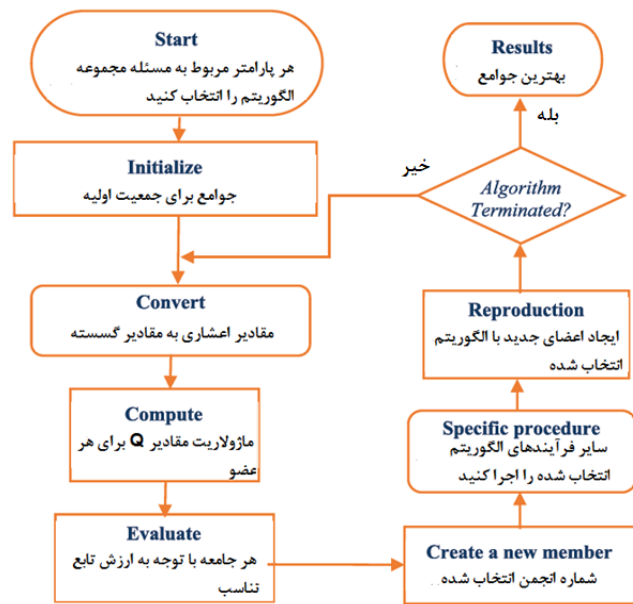 Start
هر پارامتر مربوط به مسئله مجموعه
الگوریتم را انتخاب کنید
Initialize
جوامع برای جمعیت اولیه
Convert
مقادیر اعشاری به مقادیر گسسته
Compute
ماژولاریت مقادیر Q برای هر
عضو
Evaluate
هر جامعه با توجه به ارزش تابع
تناسب
Create a new member
شماره انجمن انتخاب شده
Specific procedure
سایر فرآیندهای الگوریتم
انتخاب شده را اجرا کنید
Reproduction
ایجاد اعضای جدید با الگوریتم
انتخاب شده
Algorithm
Terminated?
خیر
بله
Results
بهترین جوامع